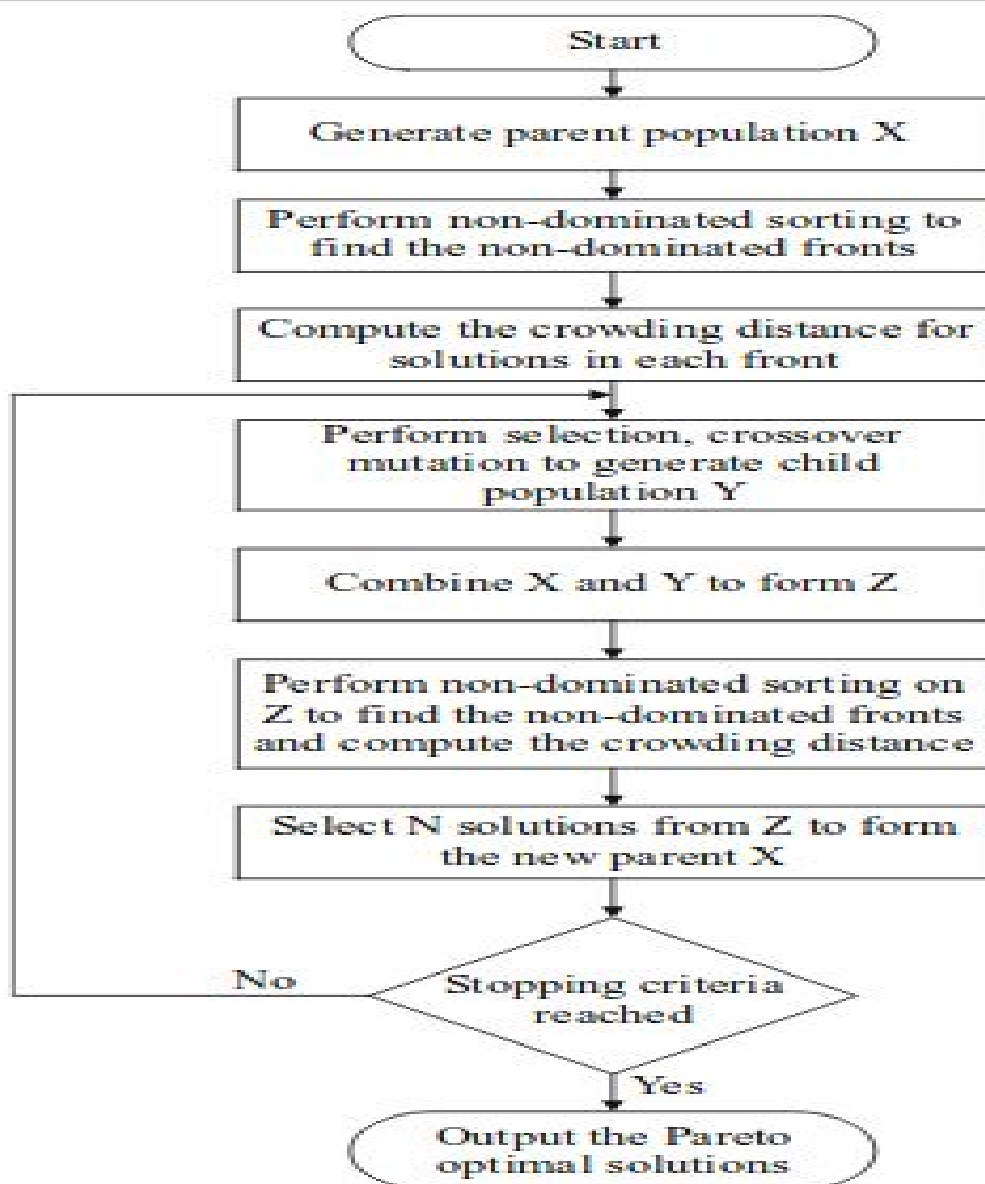 Start
Generate parent population X
Perform non-dominated sorting to
find the non-dominated fronts
Compute the crowding distance for
solutions in each front
Perform selection, crossover
mutation to generate child
population Y
Combine X and Y to form Z
Perform non-dominated sorting on
Z to find the non-dominated fronts
and compute the crowding distance
Select N solutions from Z to form
the new parent X
No
Stopping criteria
reached
Yes
Output the Pareto
optimal solutions